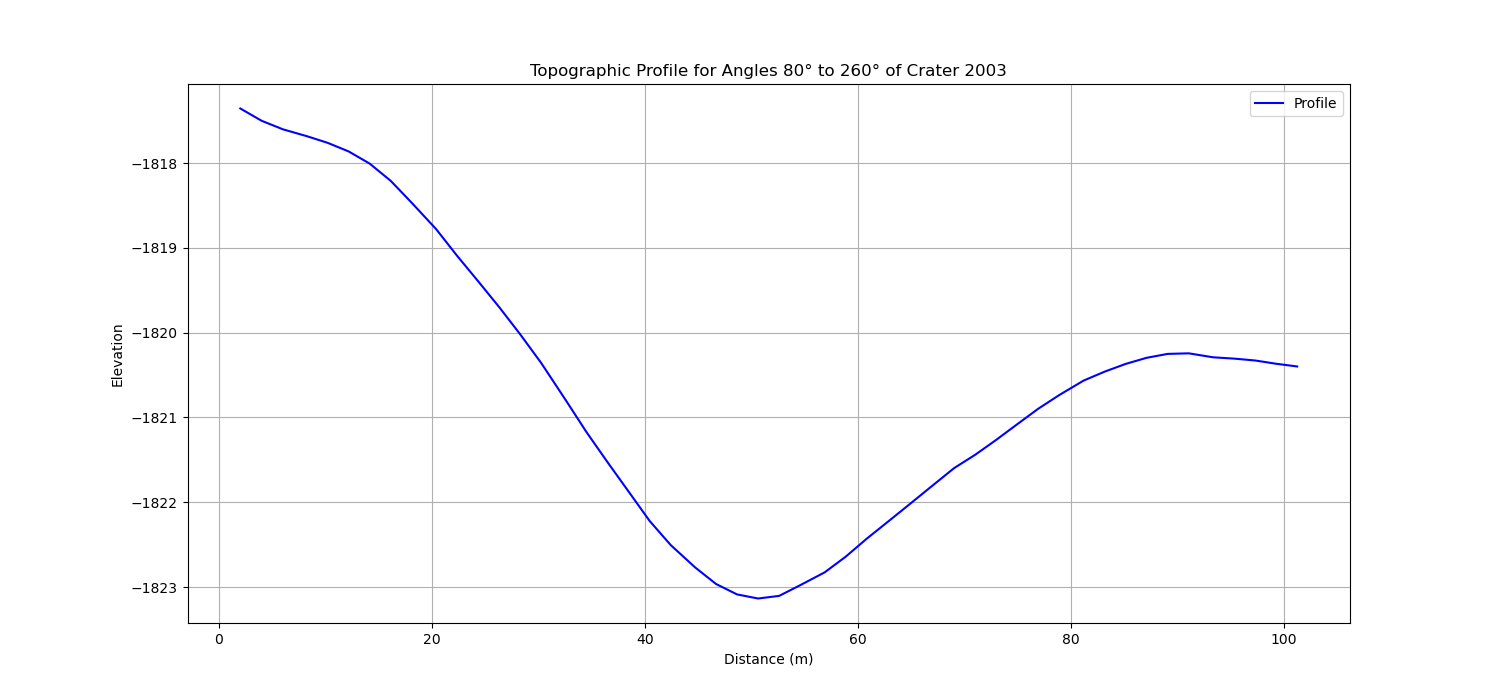 Topographic Profile for Angles 80° to 260° of Crater 2003
Profile
−1818
−1819
−1820
−1821
−1822
−1823
Elevation
0 20 40 60 80 100
Distance (m)